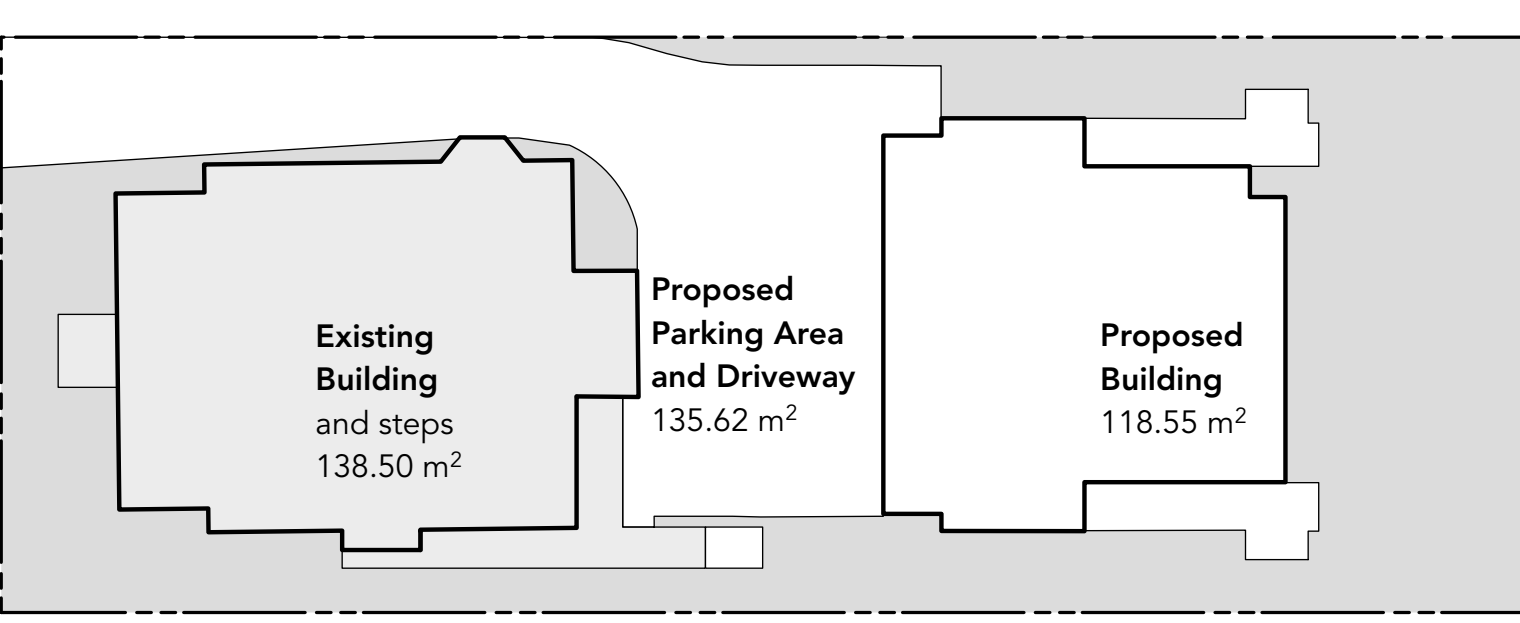 Existing
Building
and steps
138.50 m²
Proposed
Parking Area
and Driveway
135.62 m²
Proposed
Building
118.55 m²